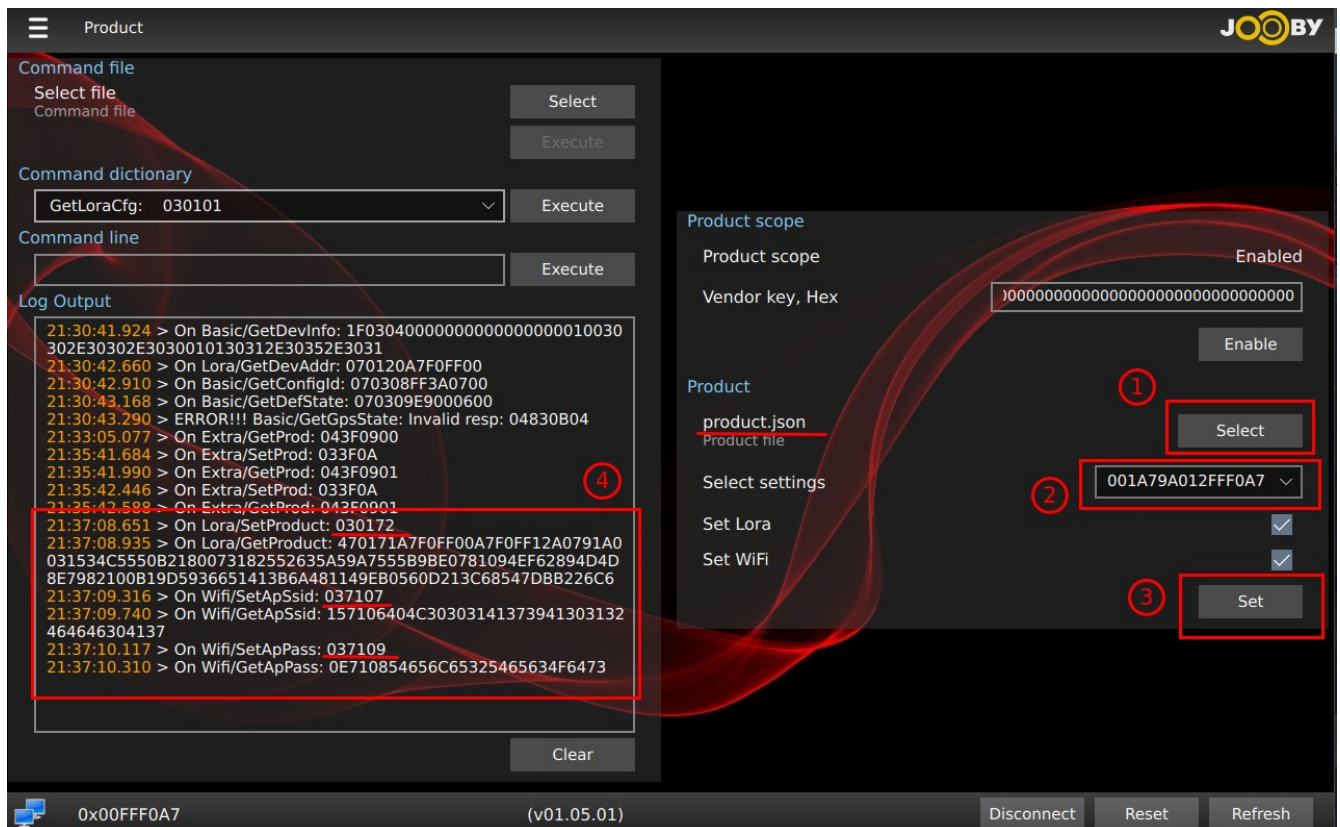 Product
JOOBY
Command file
Select file
Select
Command file
Execute
Command dictionary
GetLoraCfg: 030101
Execute
Command line
Execute
Log Output
21:30:41.924 > On Basic/GetDevInfo: 1F03040000000000000000010030
302E30302E3030010130312E30352E3031
21:30:42.660 > On Lora/GetDevAddr: 070120A7F0FF00
21:30:42.910 > On Basic/GetConfigId: 070308FF3A0700
21:30:43.168 > On Basic/GetDefState: 070309E9000600
21:30:43.290 > ERROR!!! Basic/GetGpsState: Invalid resp: 04830B04
21:33:05.077 > On Extra/GetProd: 043F0900
21:35:41.684 > On Extra/SetProd: 033F0A
21:35:41.990 > On Extra/GetProd: 043F0901
21:35:42.446 > On Extra/SetProd: 033F0A
21:35:42.588 > On Extra/GetProd: 043F0901
4
21:37:08.651 > On Lora/SetProduct: 030172
21:37:08.935 > On Lora/GetProduct: 470171A7F0FF00A7F0FF12A0791A0
031534C5550B2180073182552635A59A7555B9BE0781094EF62894D4D
8E7982100B19D5936651413B6A481149EB0560D213C68547DBB226C6
21:37:09.316 > On Wifi/SetApSsid: 037107
21:37:09.740 > On Wifi/GetApSsid: 157106404C30303141373941303132
464646304137
21:37:10.117 > On Wifi/SetApPass: 037109
21:37:10.310 > On Wifi/GetApPass: 0E710854656C65325465634F6473
Clear
Product scope
Product scope
Enabled
Vendor key, Hex
Enable
Product
1
product.json
Product file
Select
Select settings
2
001A79A012FFF0A7
Set Lora
Set WiFi
3
Set
0x00FFF0A7
(v01.05.01)
Disconnect
Reset
Refresh